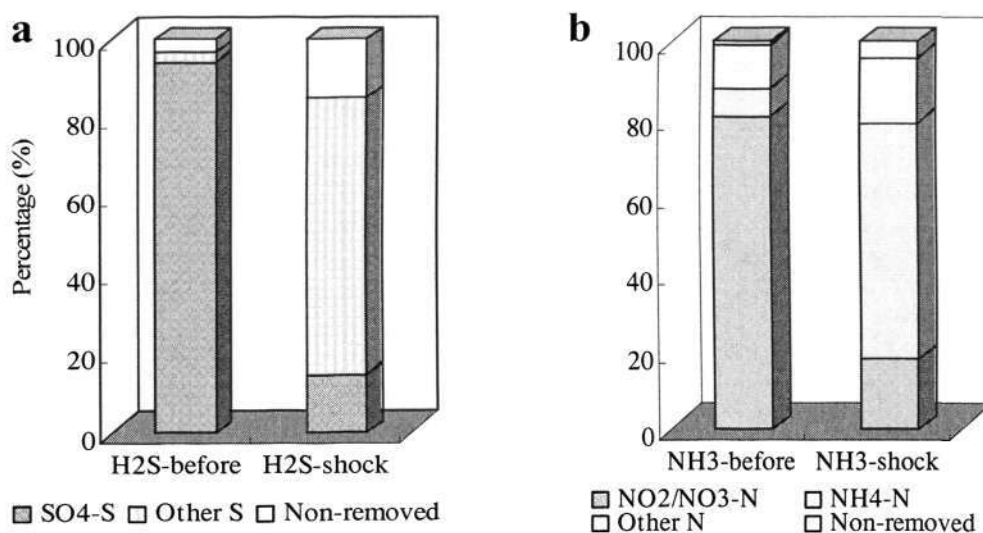 a
100
80
60
40
20
0
Percentage (%)
H2S-before H2S-shock
SO4-S Other S Non-removed
b
100
80
60
40
20
0
NH3-before NH3-shock
NO2/NO3-N NH4-N
Other N Non-removed